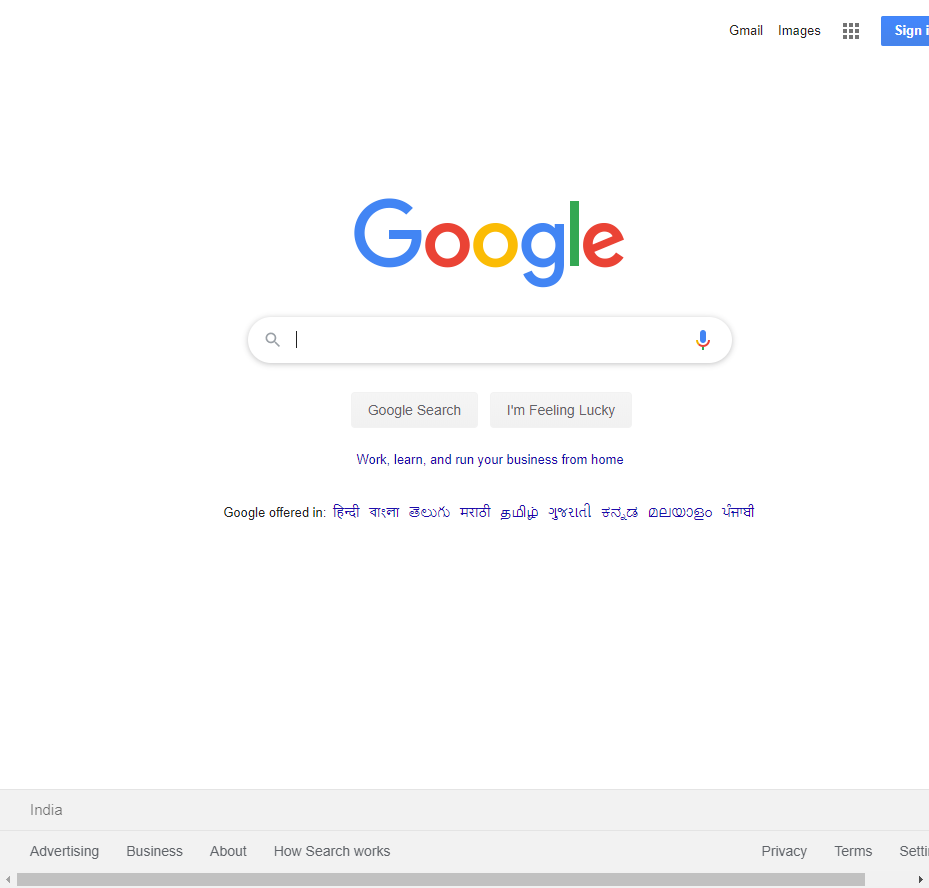 Gmail Images Sign i
Google
Google Search I'm Feeling Lucky
Work, learn, and run your business from home
Google offered in: हिन्दी বাংলা తెలుగు मराठी தமிழ் ગુજરાતી ಕನ್ನಡ മലയാളം ਪੰਜਾਬੀ
India
Advertising Business About How Search works Privacy Terms Setti